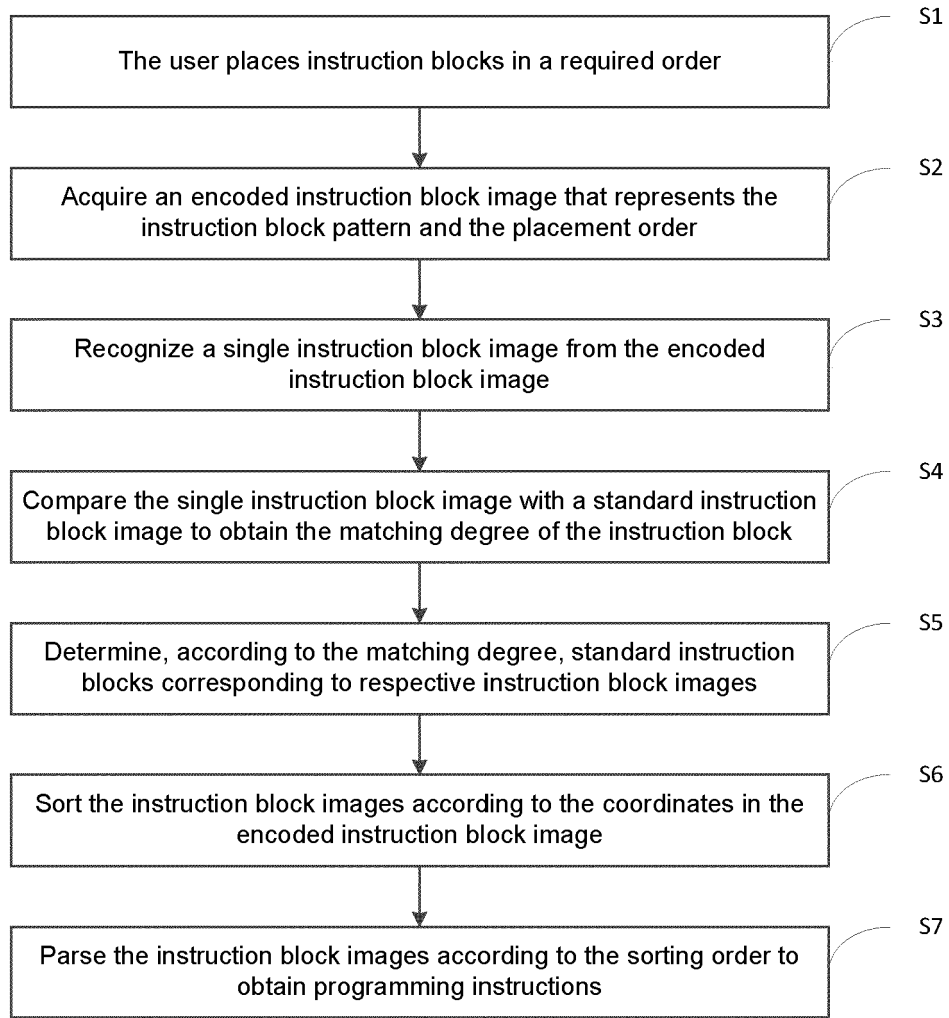 S1
The user places instruction blocks in a required order
S2
Acquire an encoded instruction block image that represents the
instruction block pattern and the placement order
S3
Recognize a single instruction block image from the encoded
instruction block image
S4
Compare the single instruction block image with a standard instruction
block image to obtain the matching degree of the instruction block
S5
Determine, according to the matching degree, standard instruction
blocks corresponding to respective instruction block images
S6
Sort the instruction block images according to the coordinates in the
encoded instruction block image
S7
Parse the instruction block images according to the sorting order to
obtain programming instructions